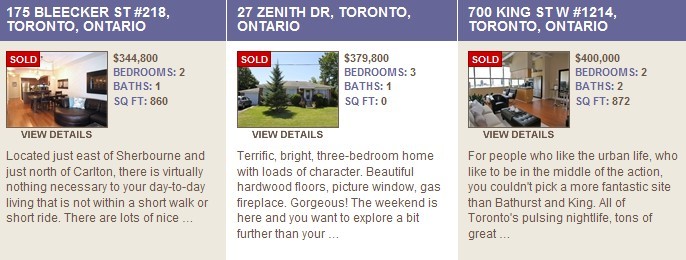 175 BLEECKER ST #218,
TORONTO, ONTARIO
SOLD
$344,800
BEDROOMS: 2
BATHS: 1
SQ FT: 860
VIEW DETAILS
Located just east of Sherbourne and
just north of Carlton, there is virtually
nothing necessary to your day-to-day
living that is not within a short walk or
short ride. There are lots of nice ...
27 ZENITH DR, TORONTO,
ONTARIO
SOLD
$379,800
BEDROOMS: 3
BATHS: 1
SQ FT: 0
VIEW DETAILS
Terrific, bright, three-bedroom home
with loads of character. Beautiful
hardwood floors, picture window, gas
fireplace. Gorgeous! The weekend is
here and you want to explore a bit
further than your ...
700 KING ST W #1214,
TORONTO, ONTARIO
SOLD
$400,000
BEDROOMS: 2
BATHS: 2
SQ FT: 872
VIEW DETAILS
For people who like the urban life, who
like to be in the middle of the action,
you couldn't pick a more fantastic site
than Bathurst and King. All of
Toronto's pulsing nightlife, tons of
great ...